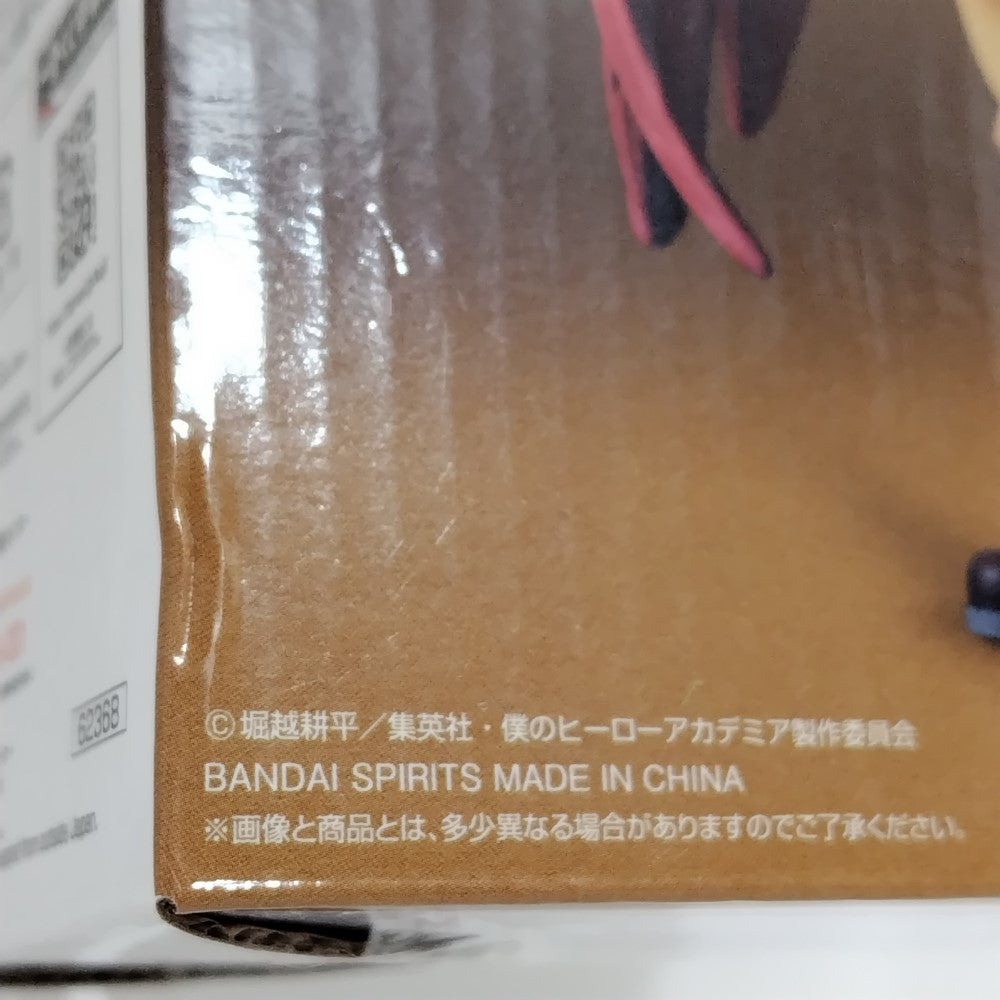 ©堀越耕平／集英社・僕のヒーローアカデミア製作委員会
BANDAI SPIRITS MADE IN CHINA
※画像と商品とは、多少異なる場合がありますのでご了承ください。
62368
Japan.